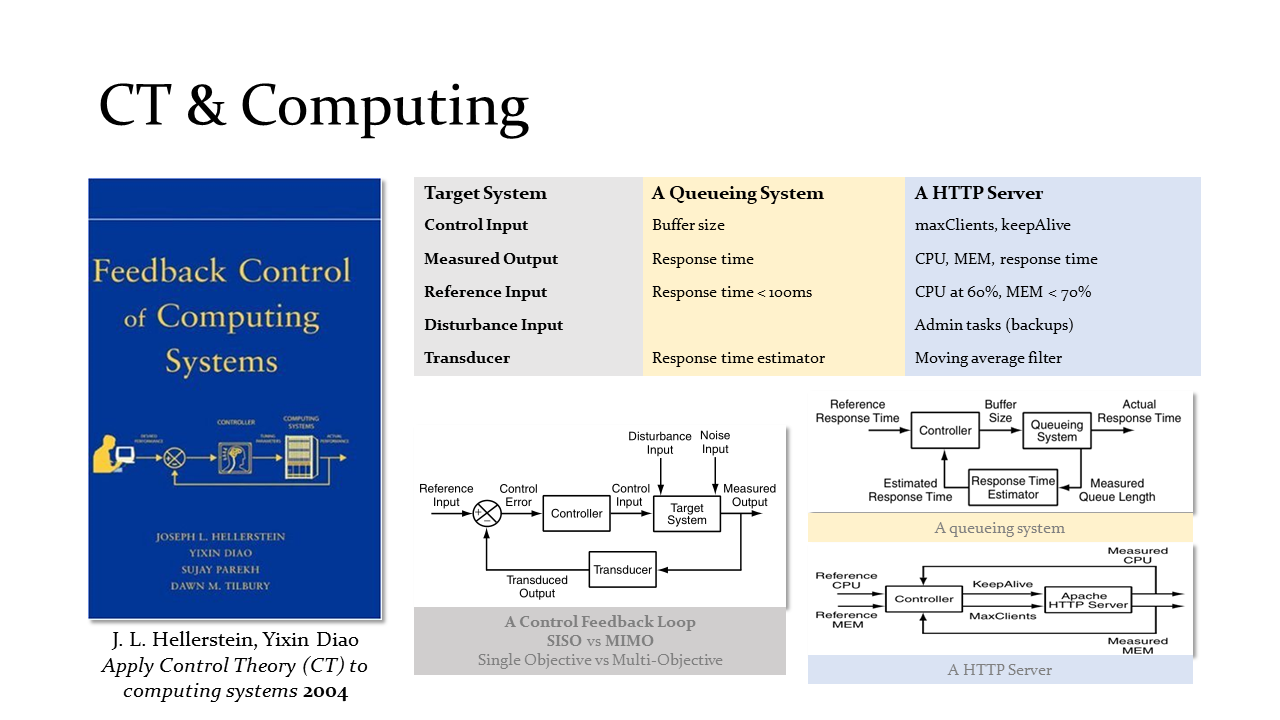 CT & Computing
Feedback Control
of Computing
Systems
CONTROLLER
COMPUTING
SYSTEMS
DESIRED
PERFORMANCE
TUNING
PARAMETERS
ACTUAL
PERFORMANCE
JOSEPH L. HELLERSTEIN
YIXIN DIAO
SUJAY PAREKH
DAWN M. TILBURY
J. L. Hellerstein, Yixin Diao
Apply Control Theory (CT) to
computing systems 2004
Target System A Queueing System A HTTP Server
Control Input Buffer size maxClients, keepAlive
Measured Output Response time CPU, MEM, response time
Reference Input Response time < 100ms CPU at 60%, MEM < 70%
Disturbance Input Admin tasks (backups)
Transducer Response time estimator Moving average filter
Disturbance
Input
Noise
Input
Reference
Input
Control
Error
Controller
Control
Input
Target
System
Measured
Output
+
−
Transducer
Transduced
Output
A Control Feedback Loop
SISO vs MIMO
Single Objective vs Multi-Objective
Reference
Response Time
Controller
Buffer
Size
Queueing
System
Actual
Response Time
Estimated
Response Time
Response Time
Estimator
Measured
Queue Length
A queueing system
Measured
CPU
Reference
CPU
Reference
MEM
Controller
KeepAlive
MaxClients
Apache
HTTP Server
Measured
MEM
A HTTP Server